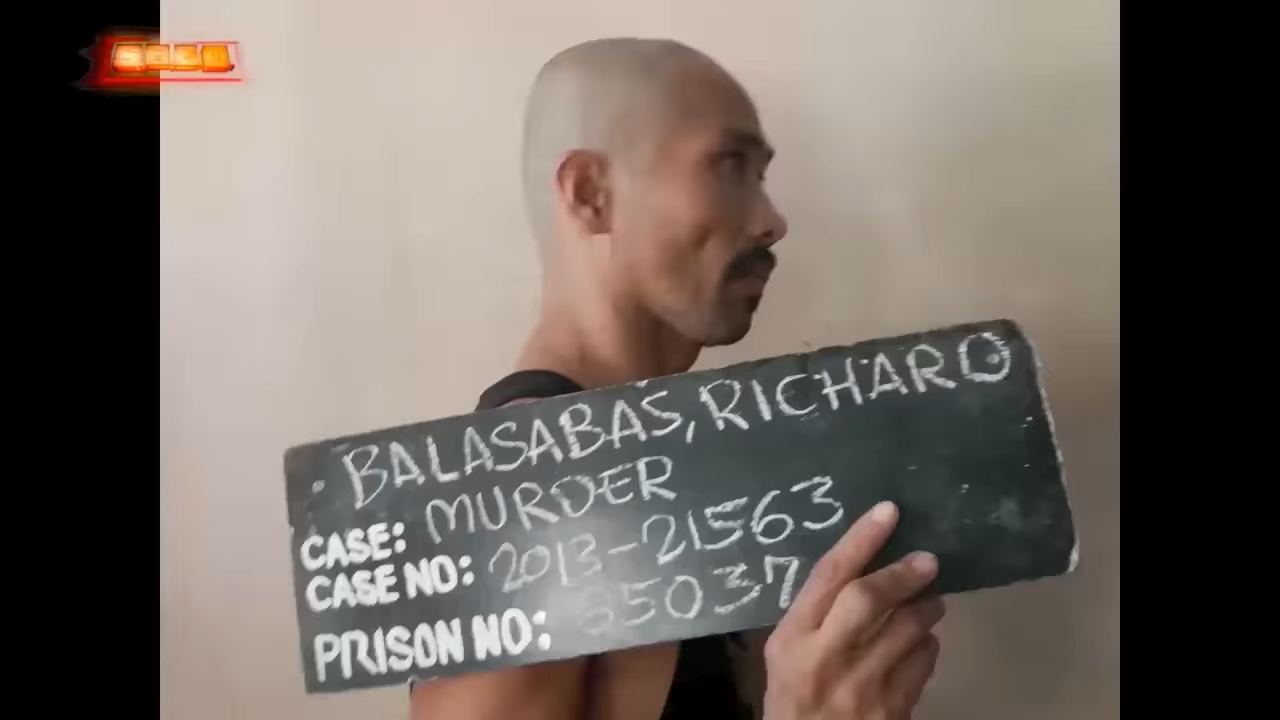 BALASABAS, RICHARD
CASE: MURDER
CASE NO: 2013-21563
PRISON NO: